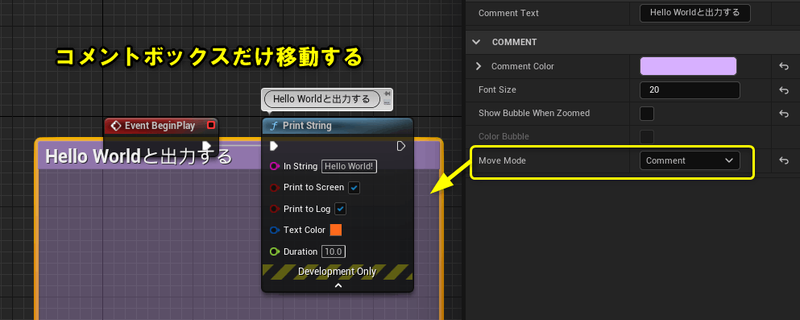 コメントボックスだけ移動する
Hello Worldと出力する
Event BeginPlay
Print String
Hello Worldと出力する
In String Hello World!
Print to Screen
Print to Log
Text Color
Duration 10.0
Development Only
Comment Text Hello Worldと出力する
COMMENT
Comment Color
Font Size 20
Show Bubble When Zoomed
Color Bubble
Move Mode Comment